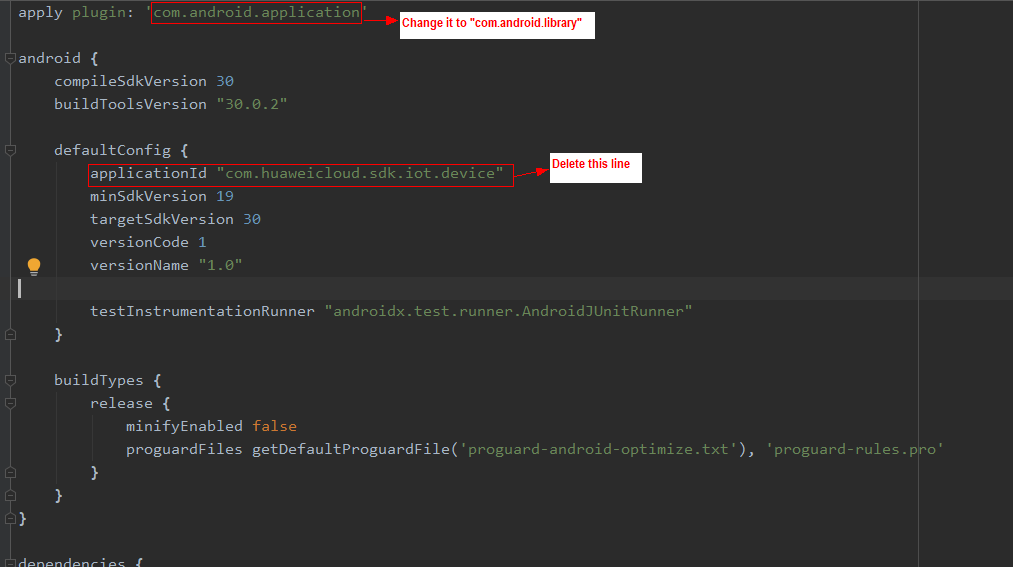 apply plugin: 'com.android.application'
Change it to "com.android.library"
android {
compileSdkVersion 30
buildToolsVersion "30.0.2"
defaultConfig {
applicationId "com.huaweicloud.sdk.iot.device"
Delete this line
minSdkVersion 19
targetSdkVersion 30
versionCode 1
versionName "1.0"
testInstrumentationRunner "androidx.test.runner.AndroidJUnitRunner"
}
buildTypes {
release {
minifyEnabled false
proguardFiles getDefaultProguardFile('proguard-android-optimize.txt'), 'proguard-rules.pro'
}
}
}
dependencies {